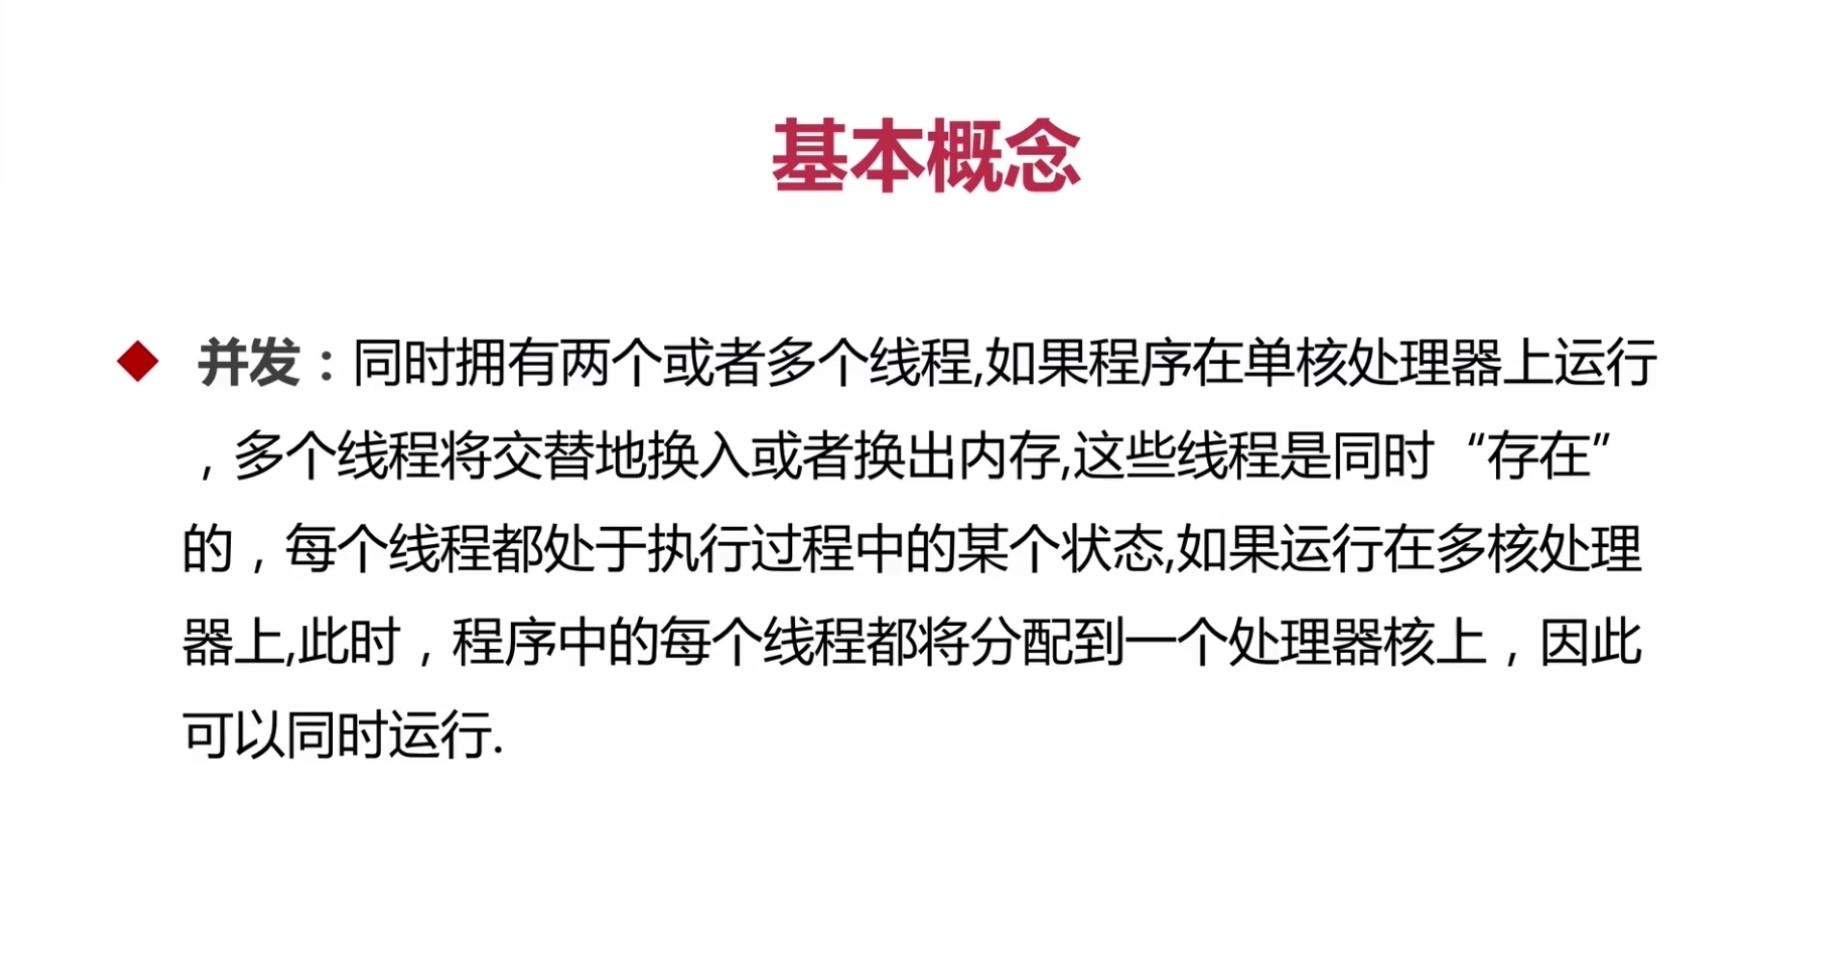 基本概念
并发：同时拥有两个或者多个线程,如果程序在单核处理器上运行
，多个线程将交替地换入或者换出内存,这些线程是同时“存在”
的，每个线程都处于执行过程中的某个状态,如果运行在多核处理
器上,此时，程序中的每个线程都将分配到一个处理器核上，因此
可以同时运行.